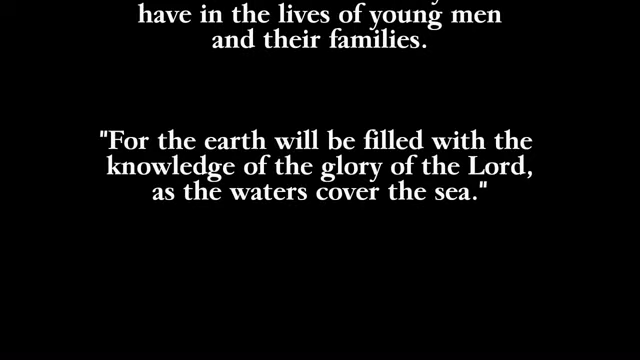 have in the lives of young men
and their families.
"For the earth will be filled with the
knowledge of the glory of the Lord,
as the waters cover the sea."